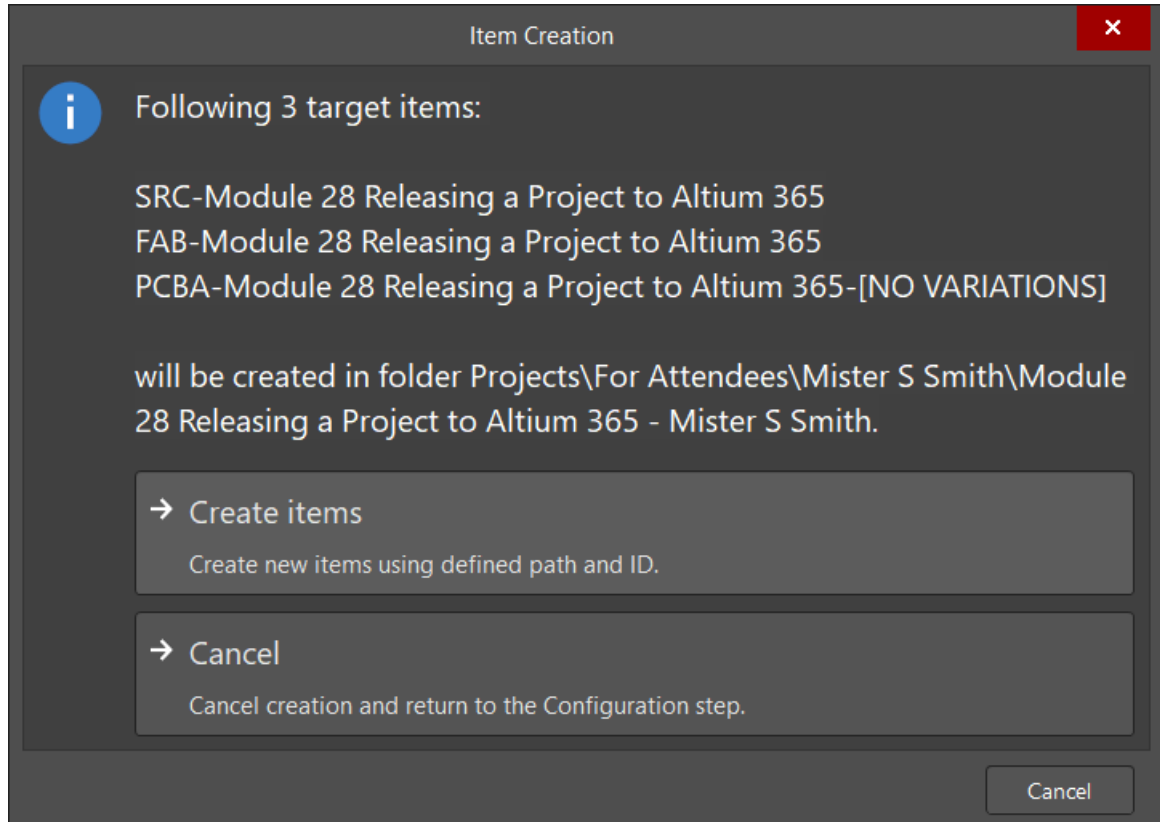 Item Creation
Following 3 target items:
SRC-Module 28 Releasing a Project to Altium 365
FAB-Module 28 Releasing a Project to Altium 365
PCBA-Module 28 Releasing a Project to Altium 365-[NO VARIATIONS]
will be created in folder Projects\For Attendees\Mister S Smith\Module
28 Releasing a Project to Altium 365 - Mister S Smith.
Create items
Create new items using defined path and ID.
Cancel
Cancel creation and return to the Configuration step.
Cancel